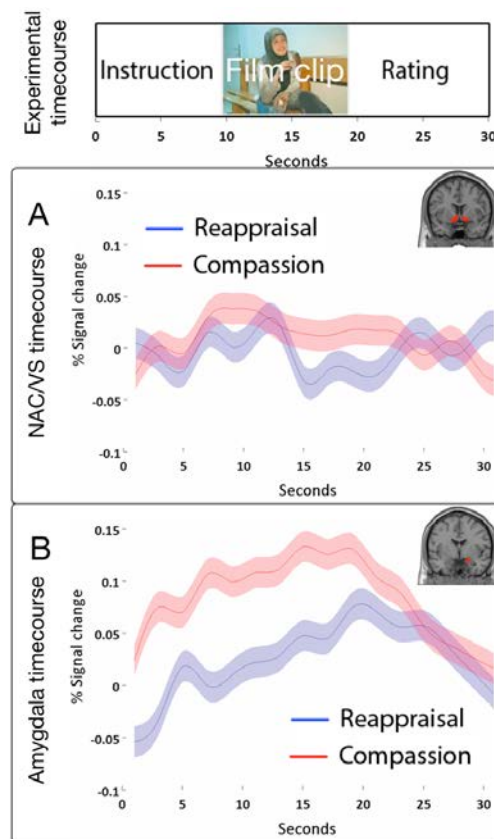 Experimental
timecourse
Instruction
Film clip
Rating
0 5 10 15 20 25 30
Seconds
A
NAC/VS timecourse
% Signal change
0.15
0.1
0.05
0
-0.05
-0.1
Reappraisal
Compassion
0 5 10 15 20 25 30
Seconds
B
Amygdala timecourse
% Signal change
0.15
0.1
0.05
0
-0.05
-0.1
Reappraisal
Compassion
0 5 10 15 20 25 30
Seconds